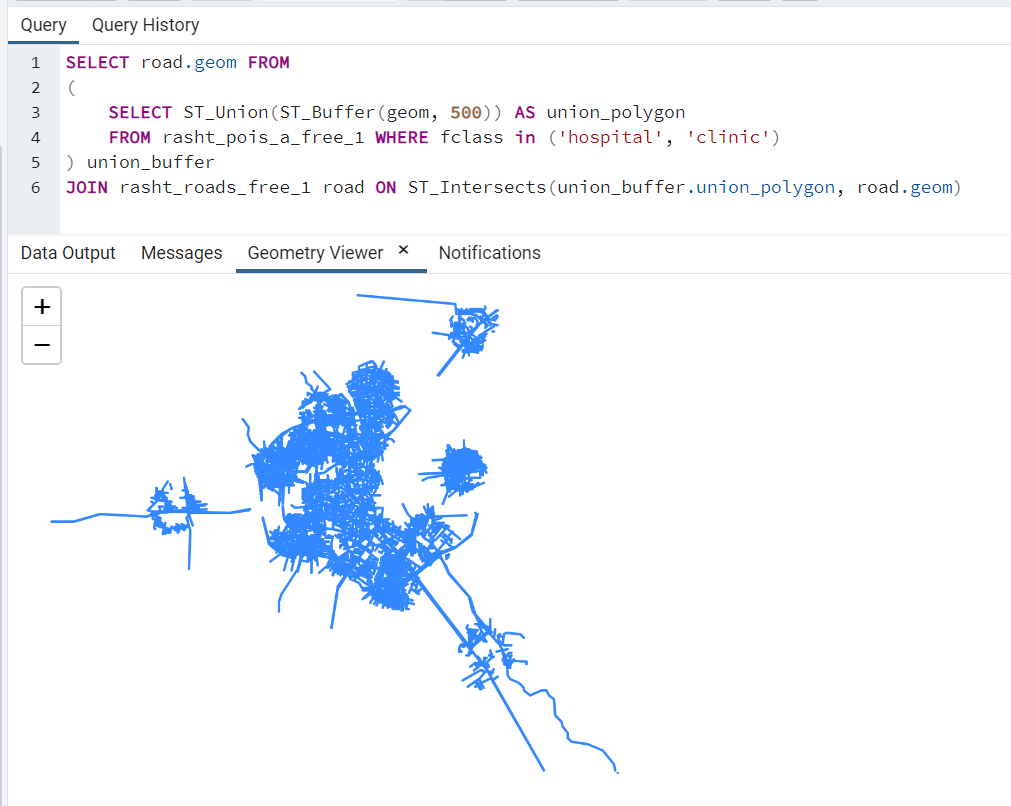 Query Query History
1 SELECT road.geom FROM
2 (
3 SELECT ST_Union(ST_Buffer(geom, 500)) AS union_polygon
4 FROM rasht_pois_a_free_1 WHERE fclass in ('hospital', 'clinic')
5 ) union_buffer
6 JOIN rasht_roads_free_1 road ON ST_Intersects(union_buffer.union_polygon, road.geom)
Data Output Messages Geometry Viewer × Notifications
+
−